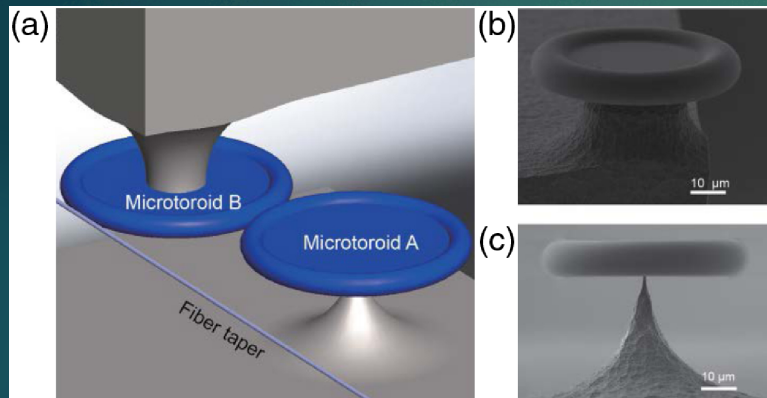 (a)
Microtoroid B
Microtoroid A
Fiber taper
(b)
10 µm
(c)
10 µm